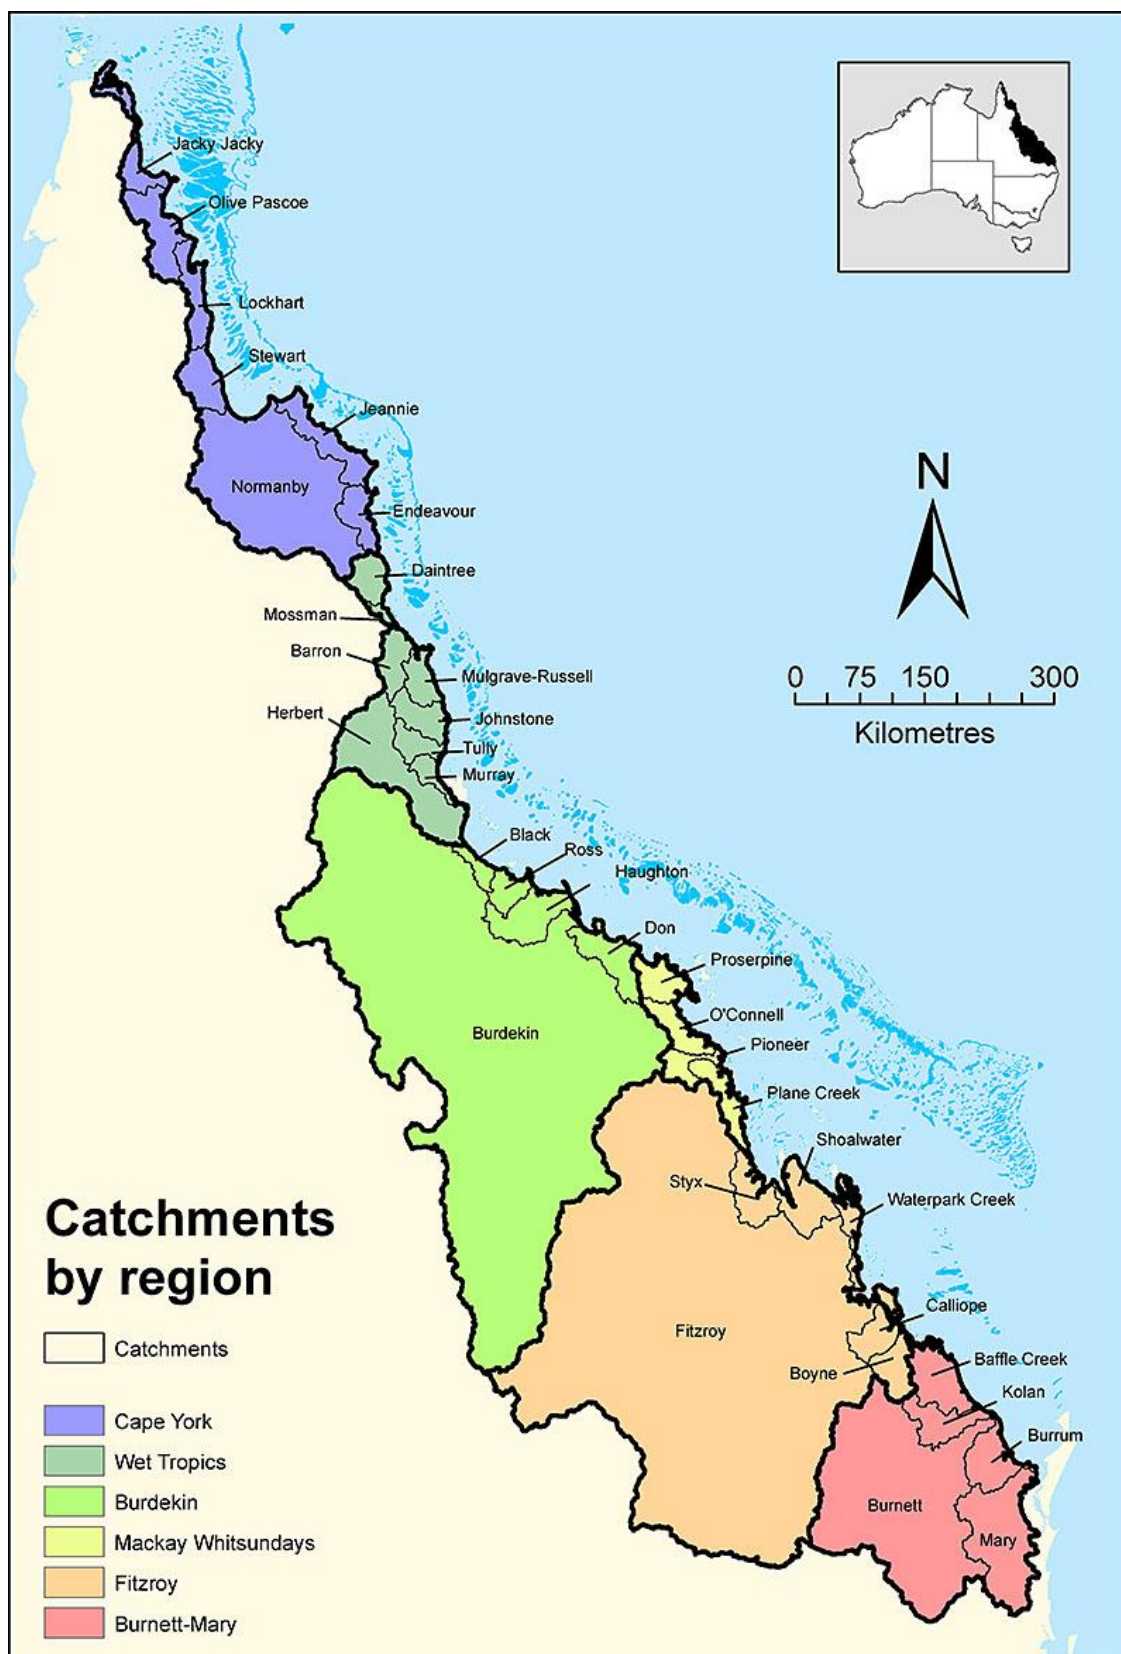 Jacky Jacky
Olive Pascoe
Lockhart
Stewart
Jeannie
Normanby
Endeavour
Daintree
Mossman
Barron
Mulgrave-Russell
Herbert
Johnstone
Tully
Murray
Black
Ross
Haughton
Don
Proserpine
O'Connell
Burdekin
Pioneer
Plane Creek
Shoalwater
Styx
Waterpark Creek
Calliope
Fitzroy
Baffle Creek
Boyne
Kolan
Burrum
Burnett
Mary
N
0 75 150 300
Kilometres
Catchments
by region
Catchments
Cape York
Wet Tropics
Burdekin
Mackay Whitsundays
Fitzroy
Burnett-Mary